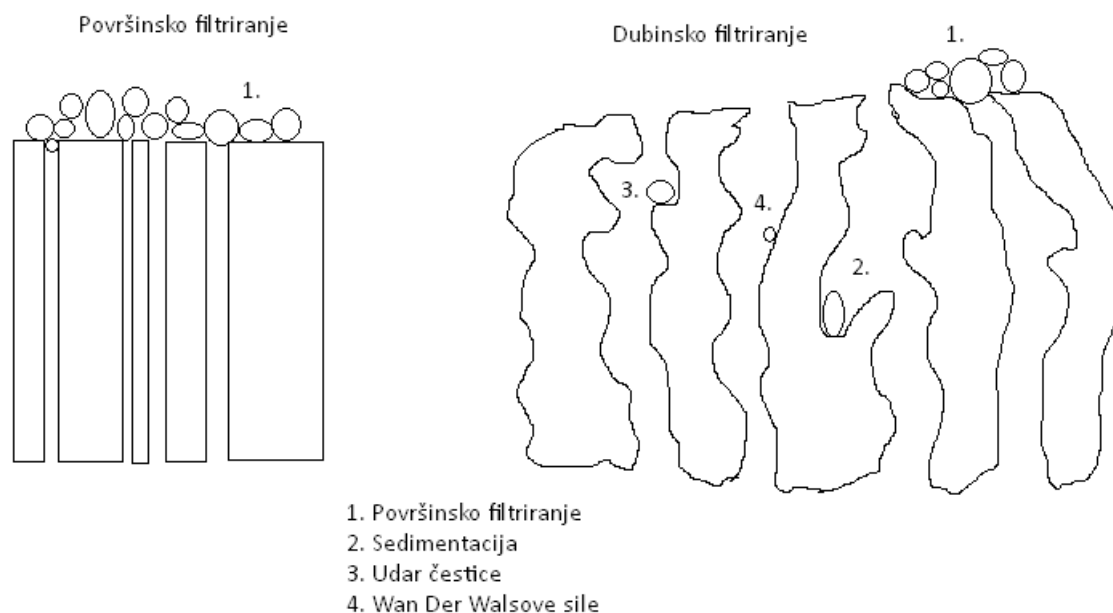 Površinsko filtriranje
Dubinsko filtriranje
1.
1.
3.
4.
2.
1. Površinsko filtriranje
2. Sedimentacija
3. Udar čestice
4. Wan Der Walsove sile